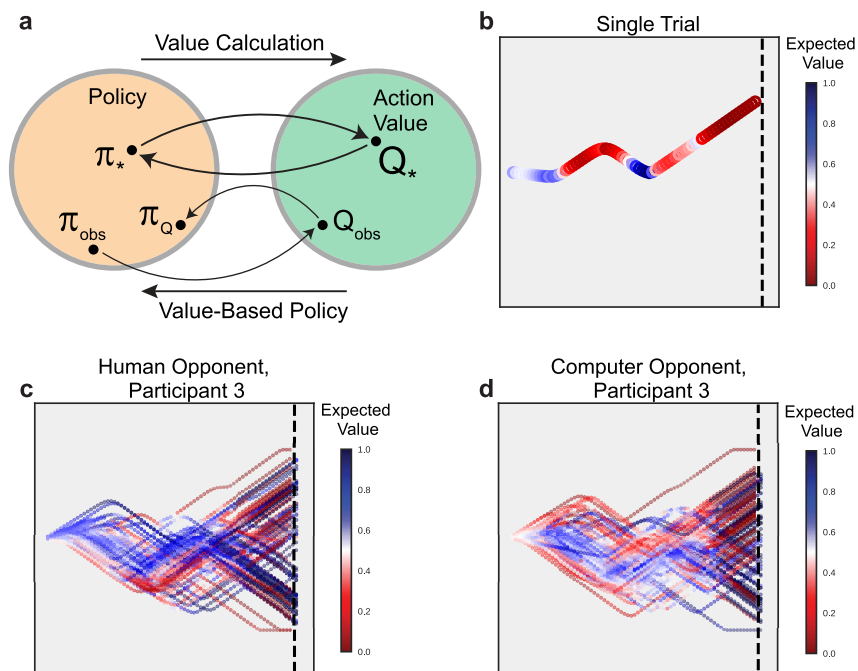 a
Value Calculation
Policy
Action
Value
π*
Q*
πQ
Qobs
πobs
Value-Based Policy
b
Single Trial
Expected
Value
1.0
0.8
0.6
0.4
0.2
0.0
c
Human Opponent,
Participant 3
Expected
Value
1.0
0.8
0.6
0.4
0.2
0.0
d
Computer Opponent,
Participant 3
Expected
Value
1.0
0.8
0.6
0.4
0.2
0.0